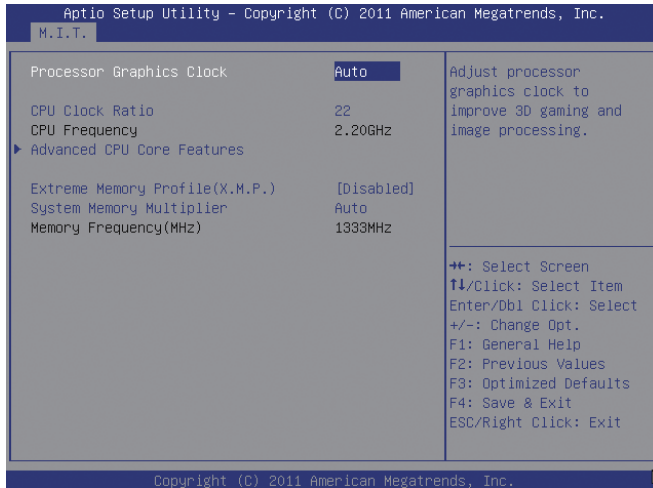 Aptio Setup Utility – Copyright (C) 2011 American Megatrends, Inc.
M.I.T.
Processor Graphics Clock Auto
CPU Clock Ratio 22
CPU Frequency 2.20GHz
Advanced CPU Core Features
Extreme Memory Profile(X.M.P.) [Disabled]
System Memory Multiplier Auto
Memory Frequency(MHz) 1333MHz
Adjust processor
graphics clock to
improve 3D gaming and
image processing.
→←: Select Screen
↑↓/Click: Select Item
Enter/Dbl Click: Select
+/-: Change Opt.
F1: General Help
F2: Previous Values
F3: Optimized Defaults
F4: Save & Exit
ESC/Right Click: Exit
Copyright (C) 2011 American Megatrends, Inc.